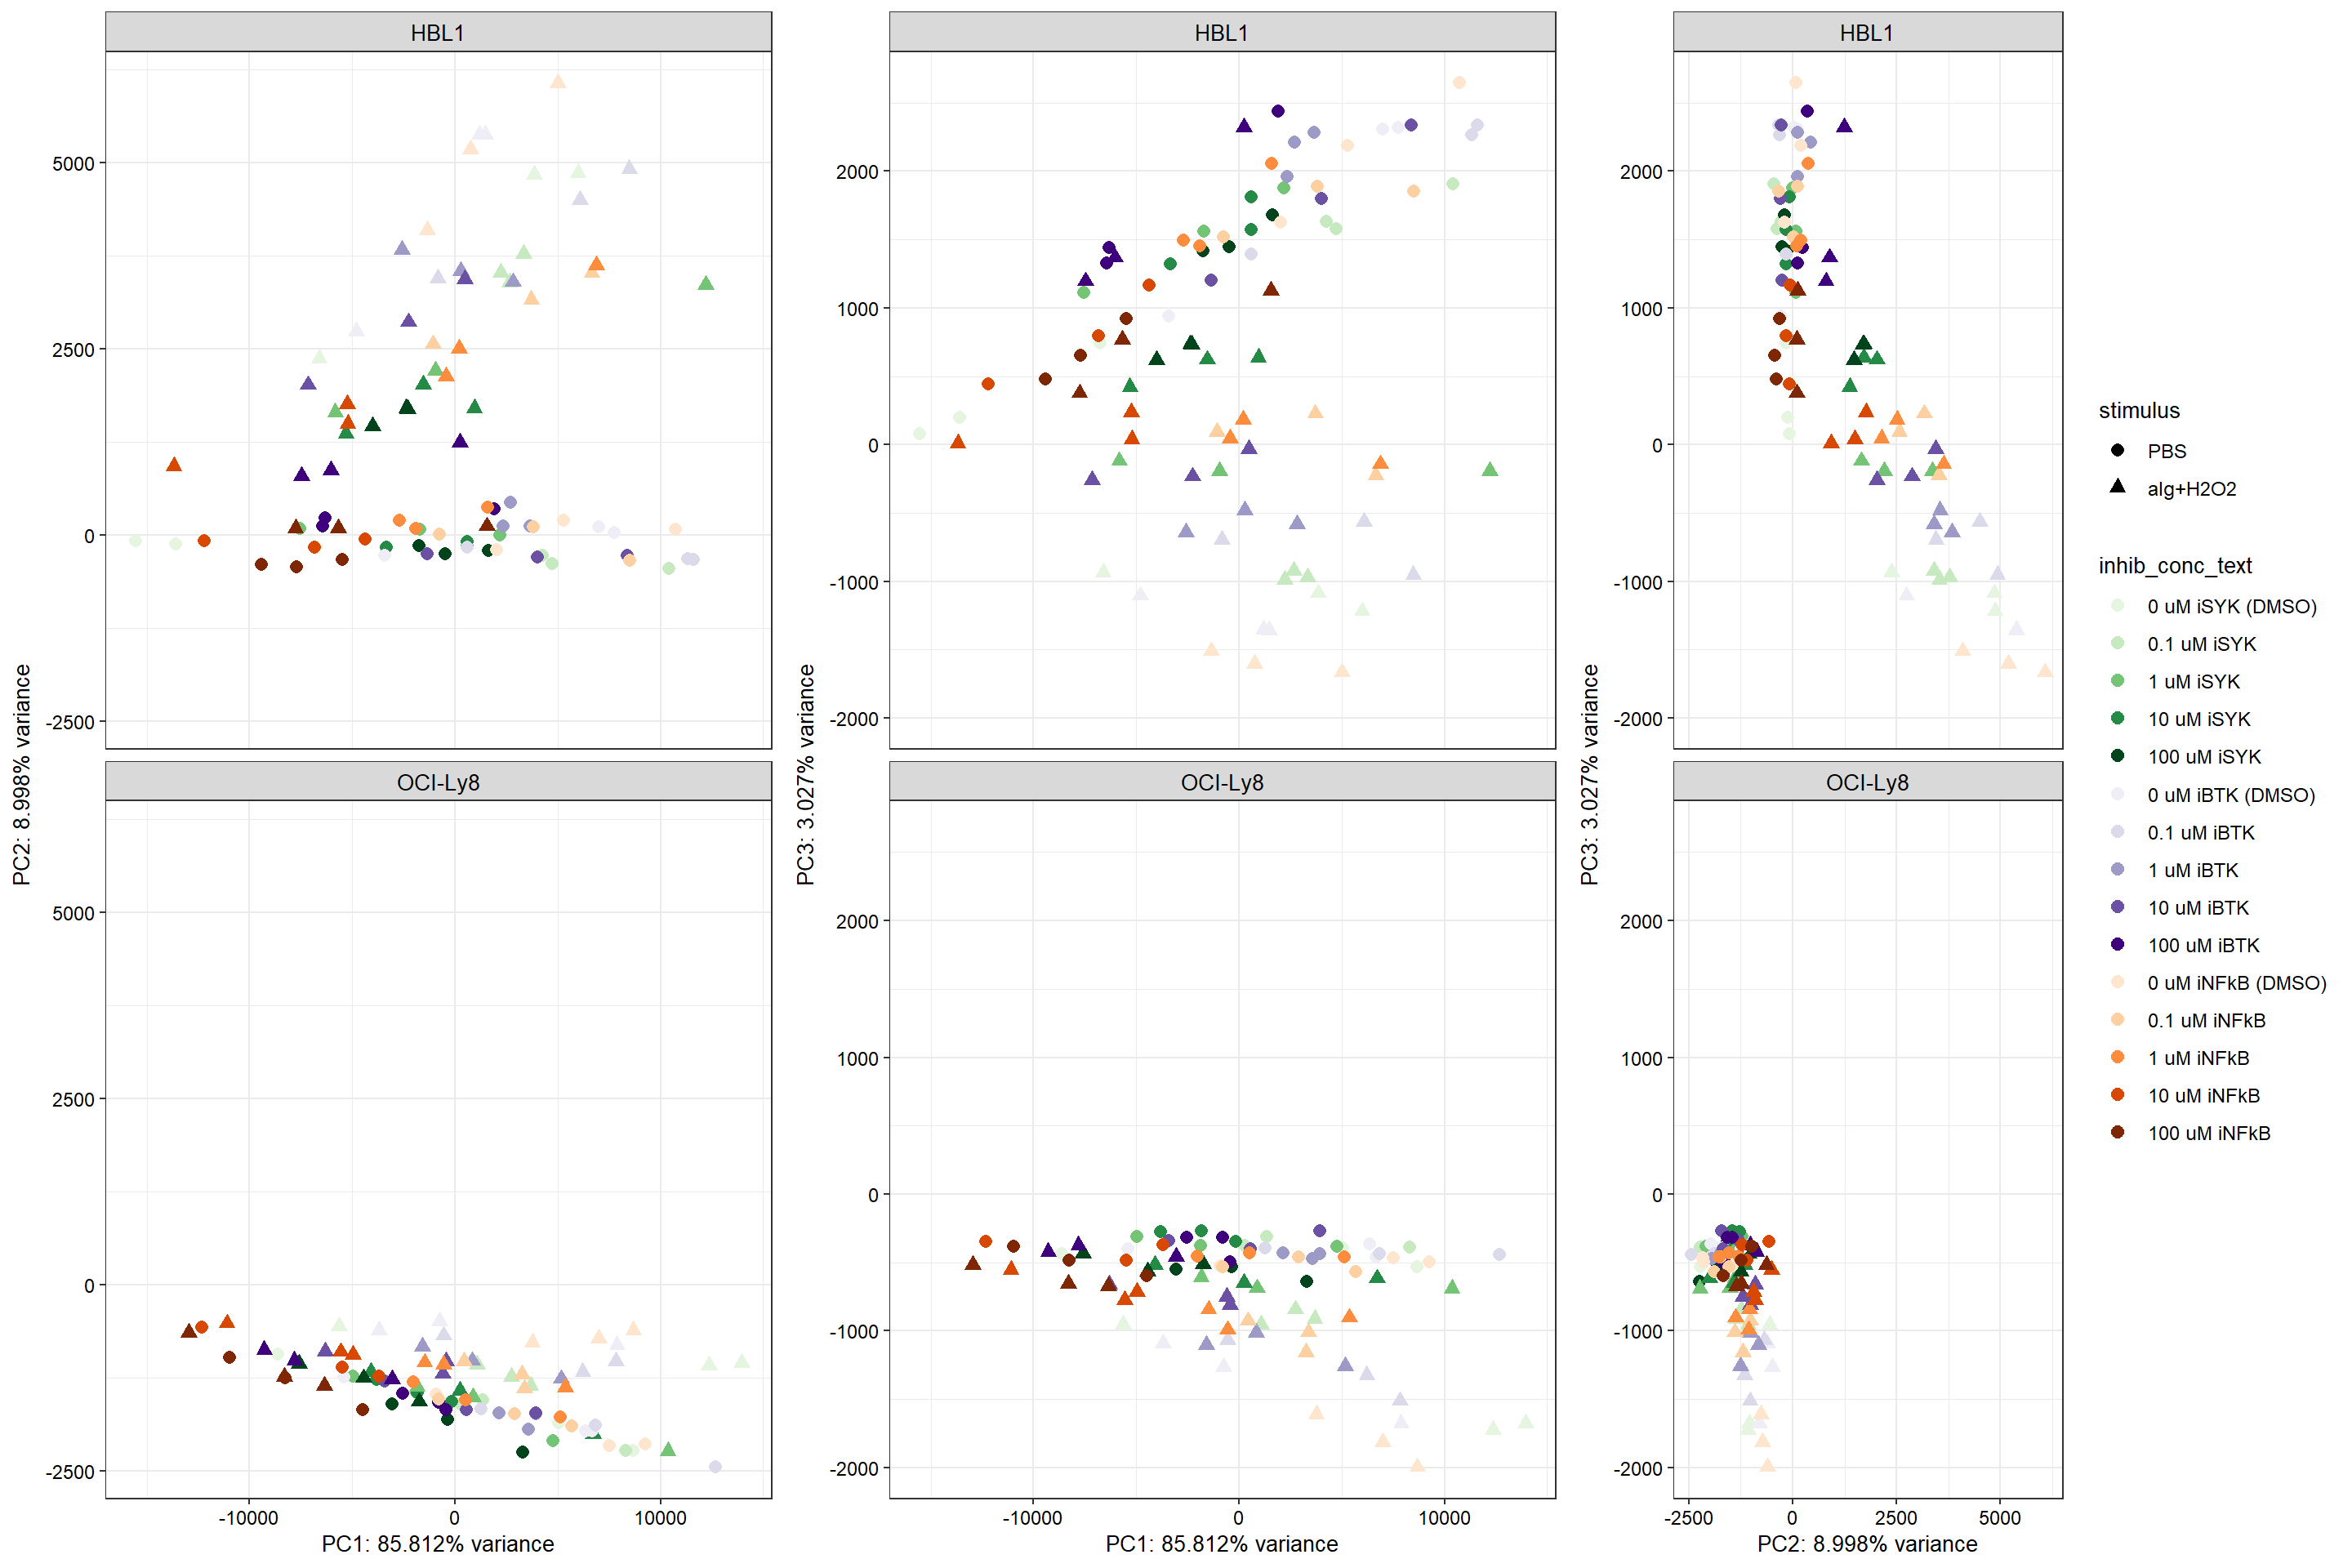 HBL1
HBL1
HBL1
5000
2500
0
-2500
2000
1000
0
-1000
-2000
2000
1000
0
-1000
-2000
PC2: 8.998% variance
PC3: 3.027% variance
PC3: 3.027% variance
OCI-Ly8
OCI-Ly8
OCI-Ly8
5000
2500
0
-2500
2000
1000
0
-1000
-2000
2000
1000
0
-1000
-2000
-10000
0
10000
-10000
0
10000
-2500
0
2500
5000
PC1: 85.812% variance
PC1: 85.812% variance
PC2: 8.998% variance
stimulus
PBS
aIg+H2O2
inhib_conc_text
0 uM iSYK (DMSO)
0.1 uM iSYK
1 uM iSYK
10 uM iSYK
100 uM iSYK
0 uM iBTK (DMSO)
0.1 uM iBTK
1 uM iBTK
10 uM iBTK
100 uM iBTK
0 uM iNFkB (DMSO)
0.1 uM iNFkB
1 uM iNFkB
10 uM iNFkB
100 uM iNFkB